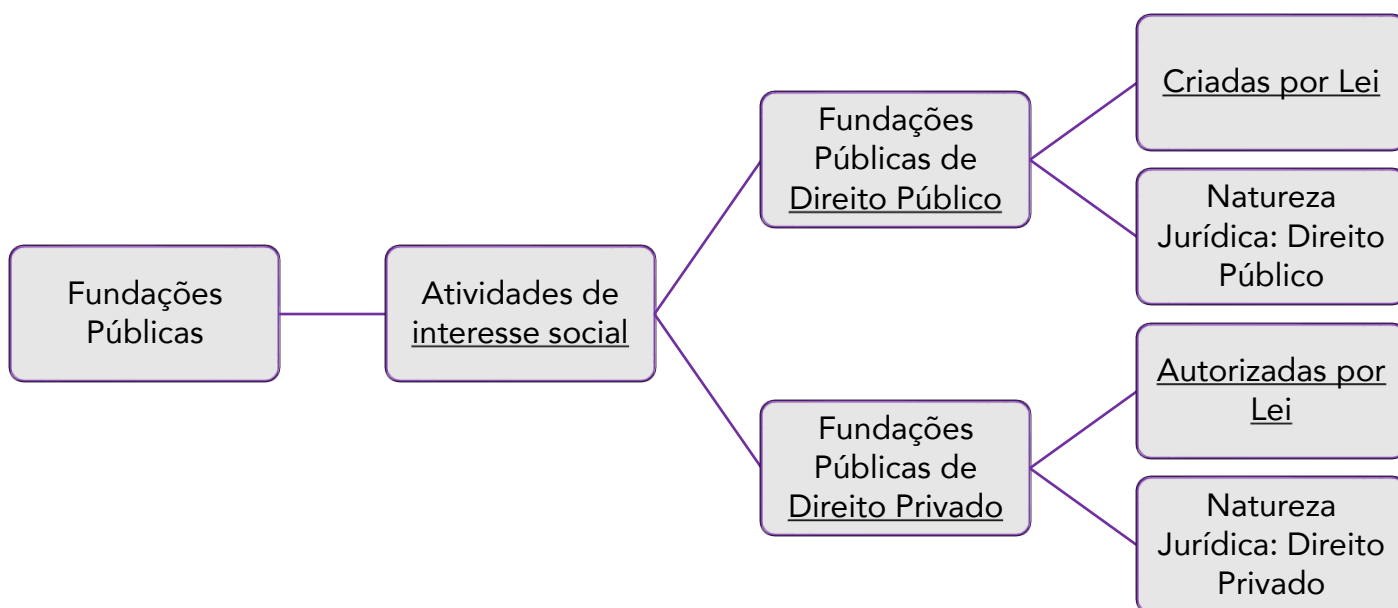 Fundações
Públicas
Atividades de
interesse social
Fundações
Públicas de
Direito Público
Criadas por Lei
Natureza
Jurídica: Direito
Público
Fundações
Públicas de
Direito Privado
Autorizadas por
Lei
Natureza
Jurídica: Direito
Privado